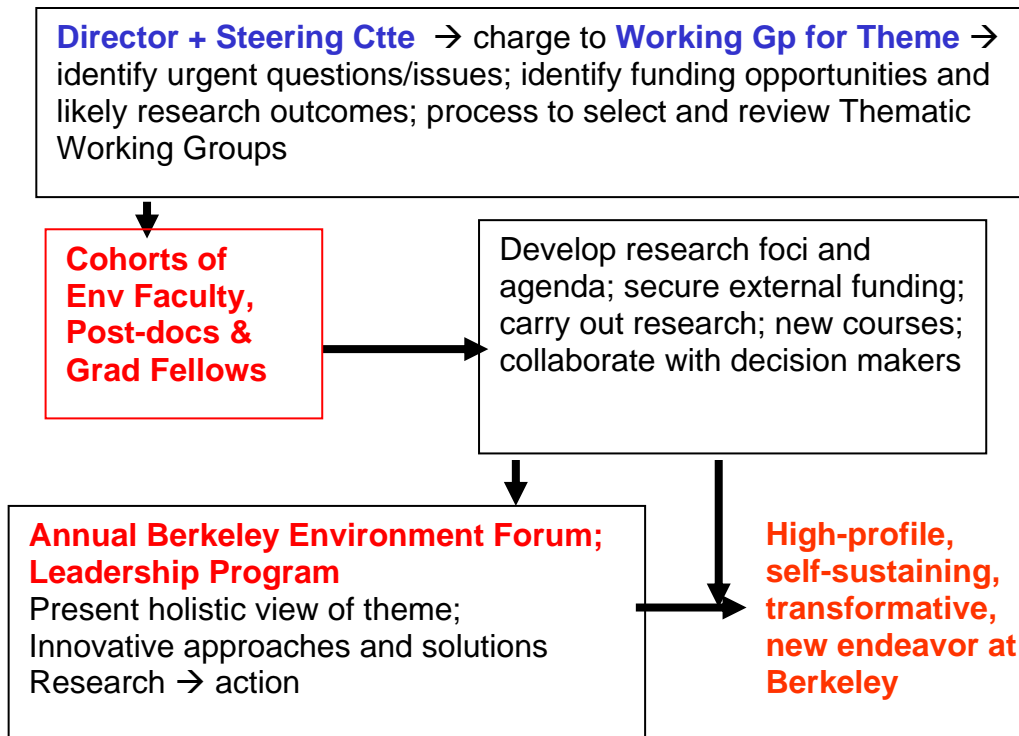 Director + Steering Ctte → charge to Working Gp for Theme →
identify urgent questions/issues; identify funding opportunities and
likely research outcomes; process to select and review Thematic
Working Groups
Cohorts of
Env Faculty,
Post-docs &
Grad Fellows
Develop research foci and
agenda; secure external funding;
carry out research; new courses;
collaborate with decision makers
Annual Berkeley Environment Forum;
Leadership Program
Present holistic view of theme;
Innovative approaches and solutions
Research → action
High-profile,
self-sustaining,
transformative,
new endeavor at
Berkeley